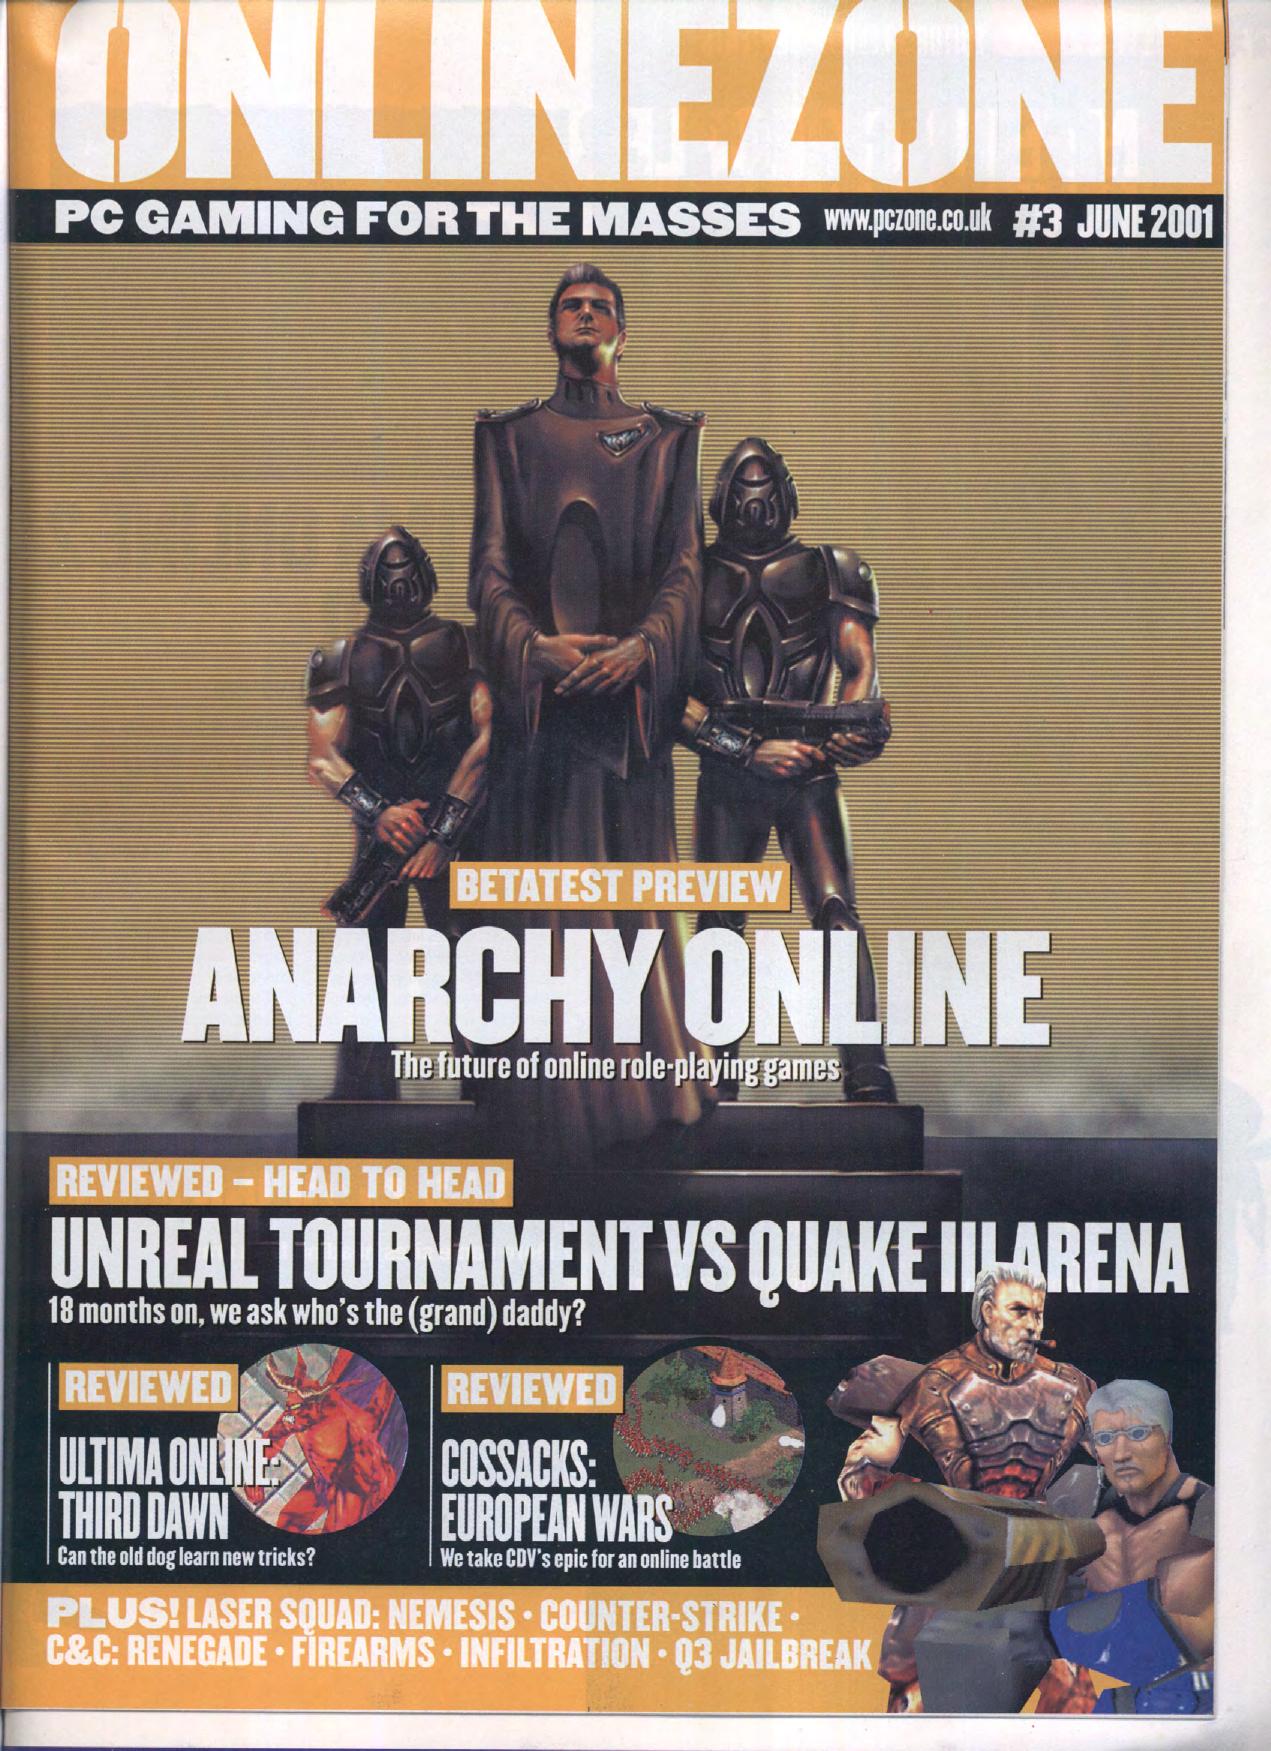 ONLINEZONE
PC GAMING FOR THE MASSES www.pczone.co.uk #3 JUNE 2001
BETATEST PREVIEW
ANARCHY ONLINE
The future of online role-playing games
REVIEWED – HEAD TO HEAD
UNREAL TOURNAMENT VS QUAKE III ARENA
18 months on, we ask who's the (grand) daddy?
REVIEWED
ULTIMA ONLINE:
THIRD DAWN
Can the old dog learn new tricks?
REVIEWED
COSSACKS:
EUROPEAN WARS
We take CDV's epic for an online battle
PLUS! LASER SQUAD: NEMESIS · COUNTER-STRIKE ·
C&C: RENEGADE · FIREARMS · INFILTRATION · Q3 JAILBREAK